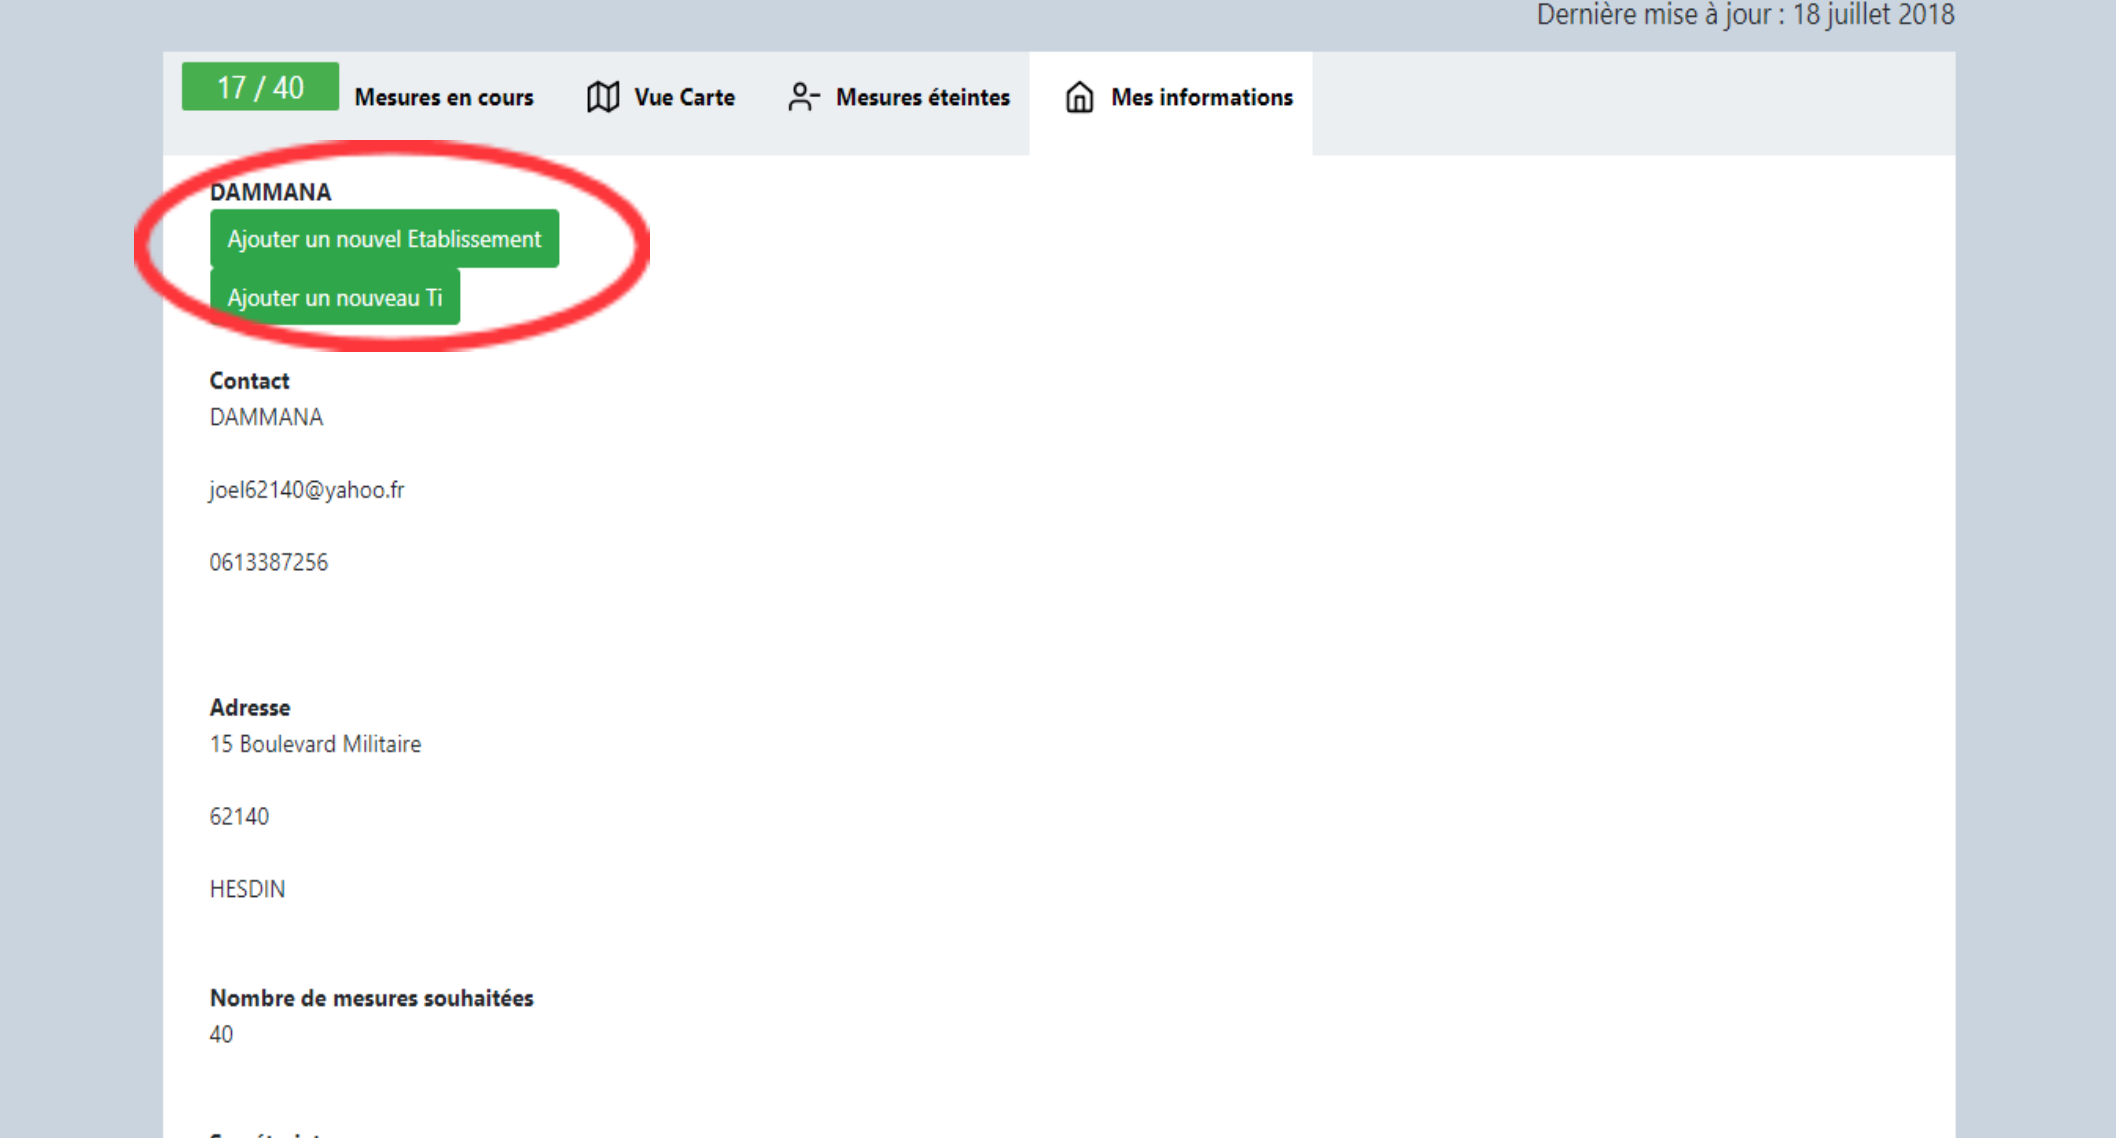 Dernière mise à jour : 18 juillet 2018
17 / 40 Mesures en cours Vue Carte Mesures éteintes Mes informations
DAMMANA
Ajouter un nouvel Etablissement
Ajouter un nouveau Ti
Contact
DAMMANA
joel62140@yahoo.fr
0613387256
Adresse
15 Boulevard Militaire
62140
HESDIN
Nombre de mesures souhaitées
40